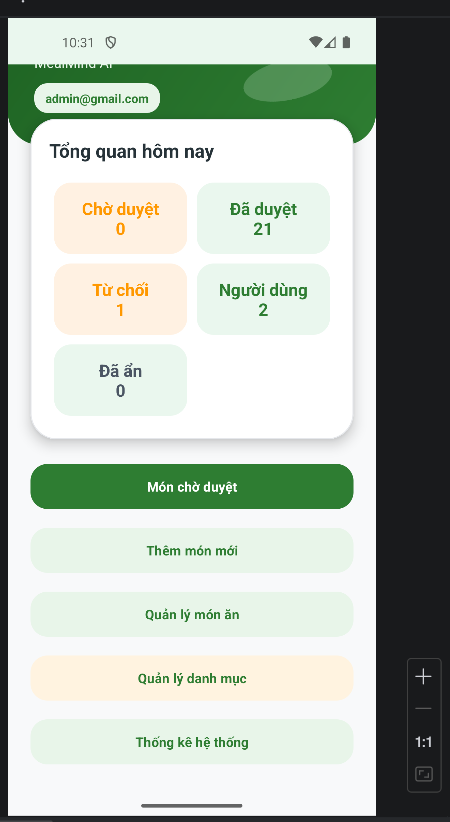 10:31
MealMind AI
admin@gmail.com
Tổng quan hôm nay
Chờ duyệt
0
Đã duyệt
21
Từ chối
1
Người dùng
2
Đã ẩn
0
Món chờ duyệt
Thêm món mới
Quản lý món ăn
Quản lý danh mục
Thống kê hệ thống
1:1